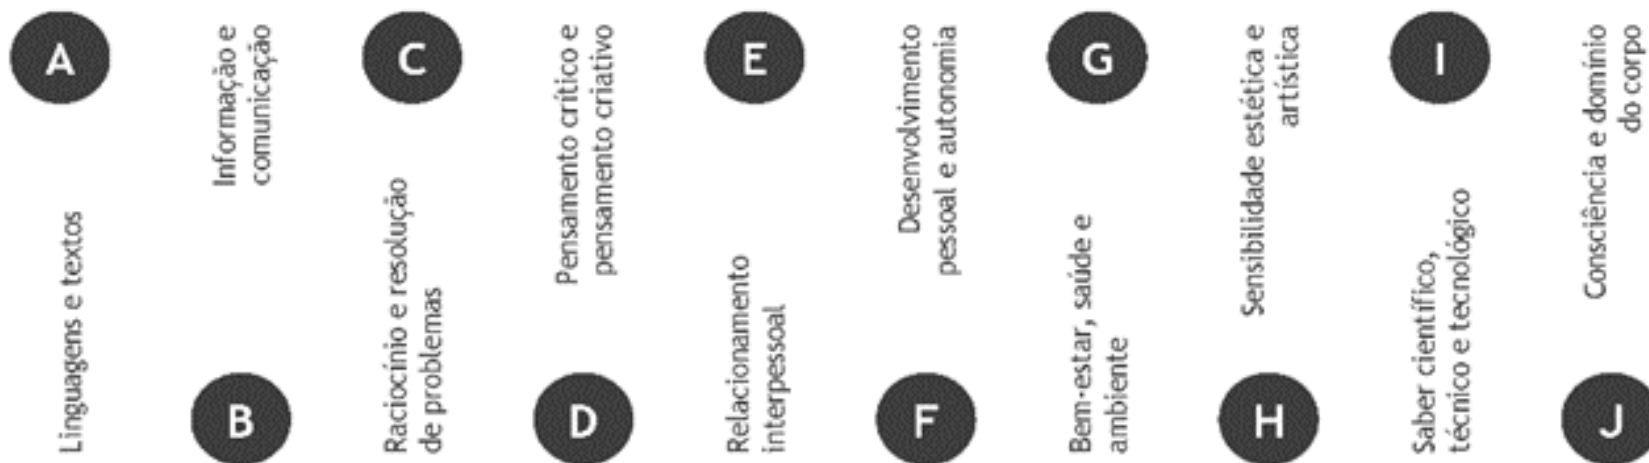 A
Linguagens e textos
B
Informação e
comunicação
C
Raciocínio e resolução
de problemas
D
Pensamento crítico e
pensamento criativo
E
Relacionamento
interpessoal
F
Desenvolvimento
pessoal e autonomia
G
Bem-estar, saúde e
ambiente
H
Sensibilidade estética e
artística
I
Saber científico,
técnico e tecnológico
J
Consciência e domínio
do corpo